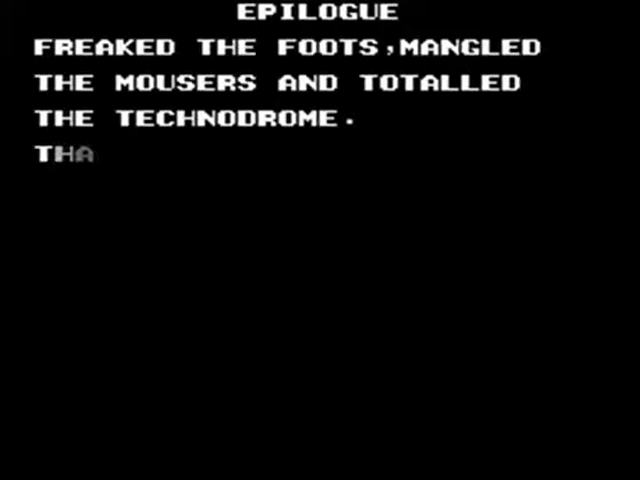 EPILOGUE
FREAKED THE FOOTS,MANGLED
THE MOUSERS AND TOTALLED
THE TECHNODROME.
THA